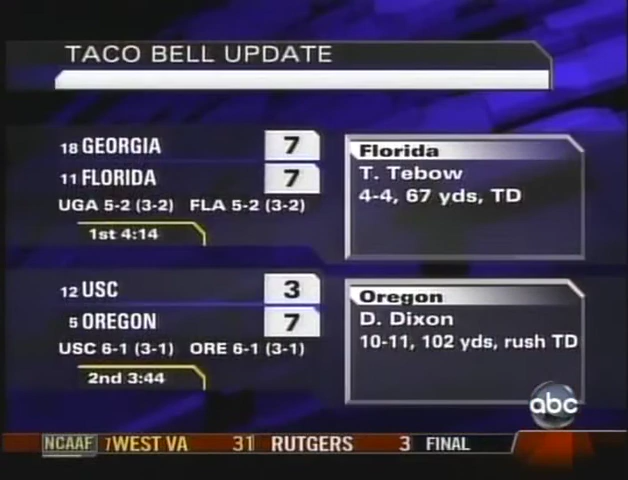 TACO BELL UPDATE
18 GEORGIA 7
11 FLORIDA 7
UGA 5-2 (3-2) FLA 5-2 (3-2)
1st 4:14
Florida
T. Tebow
4-4, 67 yds, TD
12 USC 3
5 OREGON 7
USC 6-1 (3-1) ORE 6-1 (3-1)
2nd 3:44
Oregon
D. Dixon
10-11, 102 yds, rush TD
abc
NCAAF 7 WEST VA 31 RUTGERS 3 FINAL